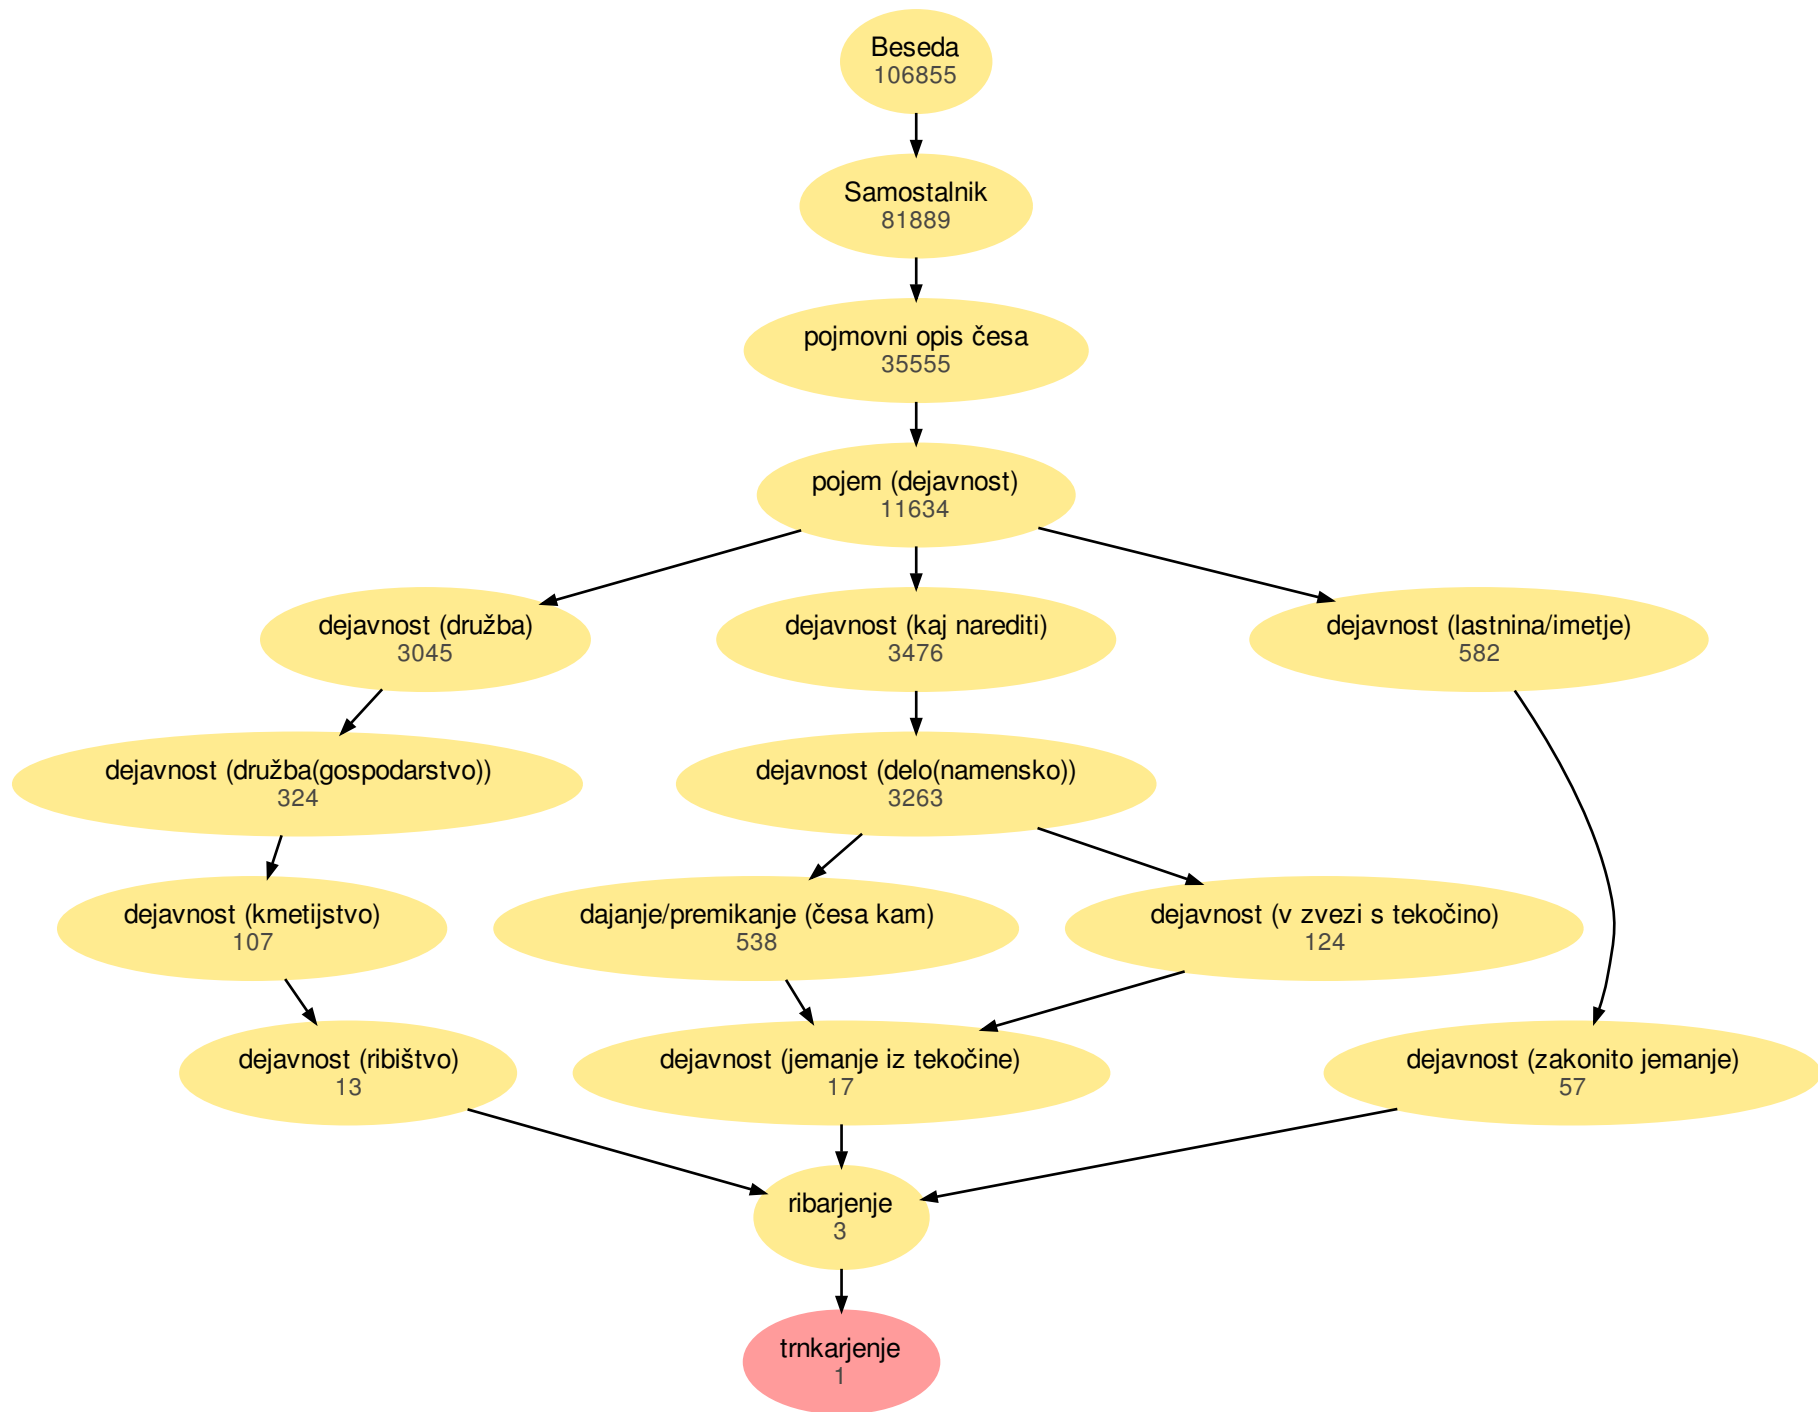 Beseda
106855
Samostalnik
81889
pojmovni opis česa
35555
pojem (dejavnost)
11634
dejavnost (družba)
3045
dejavnost (kaj narediti)
3476
dejavnost (lastnina/imetje)
582
dejavnost (družba(gospodarstvo))
324
dejavnost (delo(namensko))
3263
dejavnost (kmetijstvo)
107
dajanje/premikanje (česa kam)
538
dejavnost (v zvezi s tekočino)
124
dejavnost (ribištvo)
13
dejavnost (jemanje iz tekočine)
17
dejavnost (zakonito jemanje)
57
ribarjenje
3
trnkarjenje
1